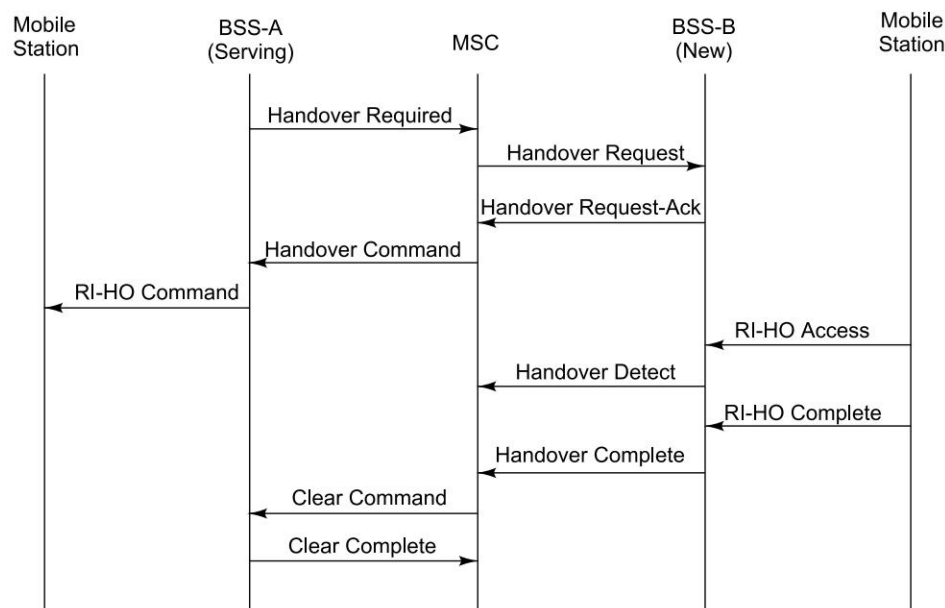 Mobile
Station
BSS-A
(Serving)
MSC
BSS-B
(New)
Mobile
Station
Handover Required
Handover Request
Handover Request-Ack
Handover Command
RI-HO Command
RI-HO Access
Handover Detect
RI-HO Complete
Handover Complete
Clear Command
Clear Complete